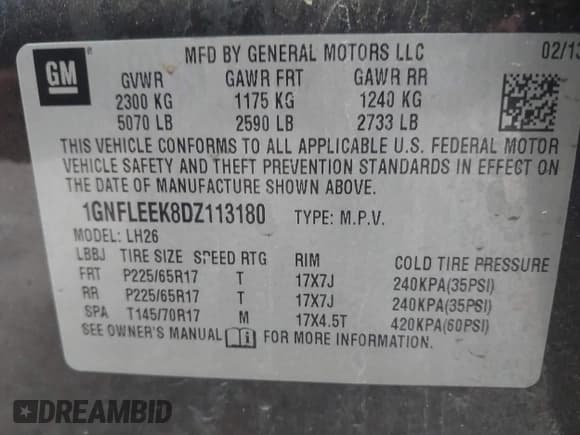 GM
MFD BY GENERAL MOTORS LLC 02/13
GVWR GAWR FRT GAWR RR
2300 KG 1175 KG 1240 KG
5070 LB 2590 LB 2733 LB
THIS VEHICLE CONFORMS TO ALL APPLICABLE U.S. FEDERAL MOTOR
VEHICLE SAFETY AND THEFT PREVENTION STANDARDS IN EFFECT ON
THE DATE OF MANUFACTURE SHOWN ABOVE.
1GNFLEEK8DZ113180 TYPE: M.P.V.
MODEL: LH26
LBBJ TIRE SIZE SPEED RTG RIM COLD TIRE PRESSURE
FRT P225/65R17 T 17X7J 240KPA(35PSI)
RR P225/65R17 T 17X7J 240KPA(35PSI)
SPA T145/70R17 M 17X4.5T 420KPA(60PSI)
SEE OWNER'S MANUAL FOR MORE INFORMATION.
DREAMBID